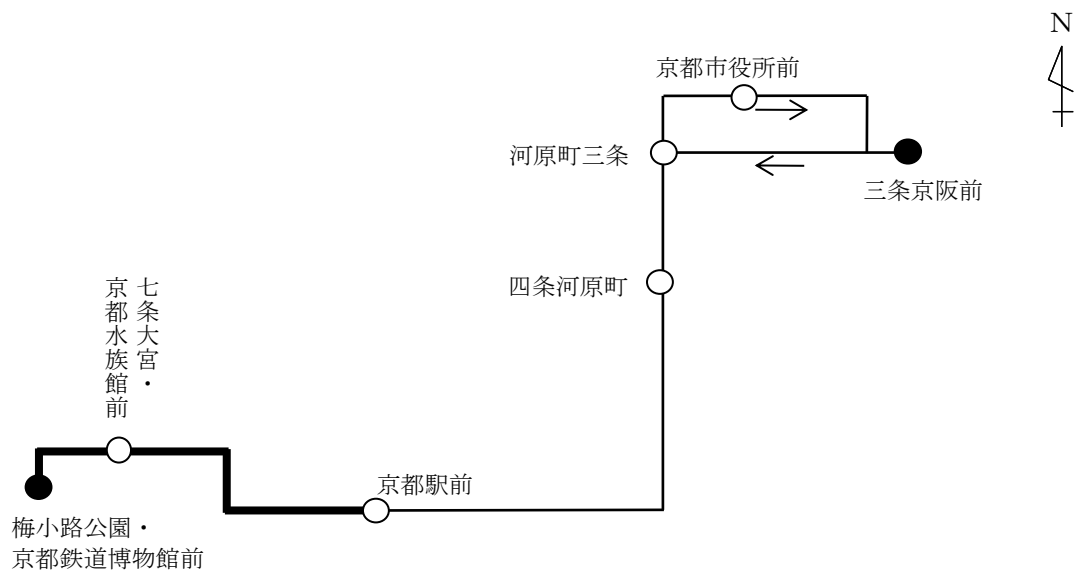 N
京都市役所前
河原町三条
三条京阪前
四条河原町
七条大宮・
京都水族館前
京都駅前
梅小路公園・
京都鉄道博物館前